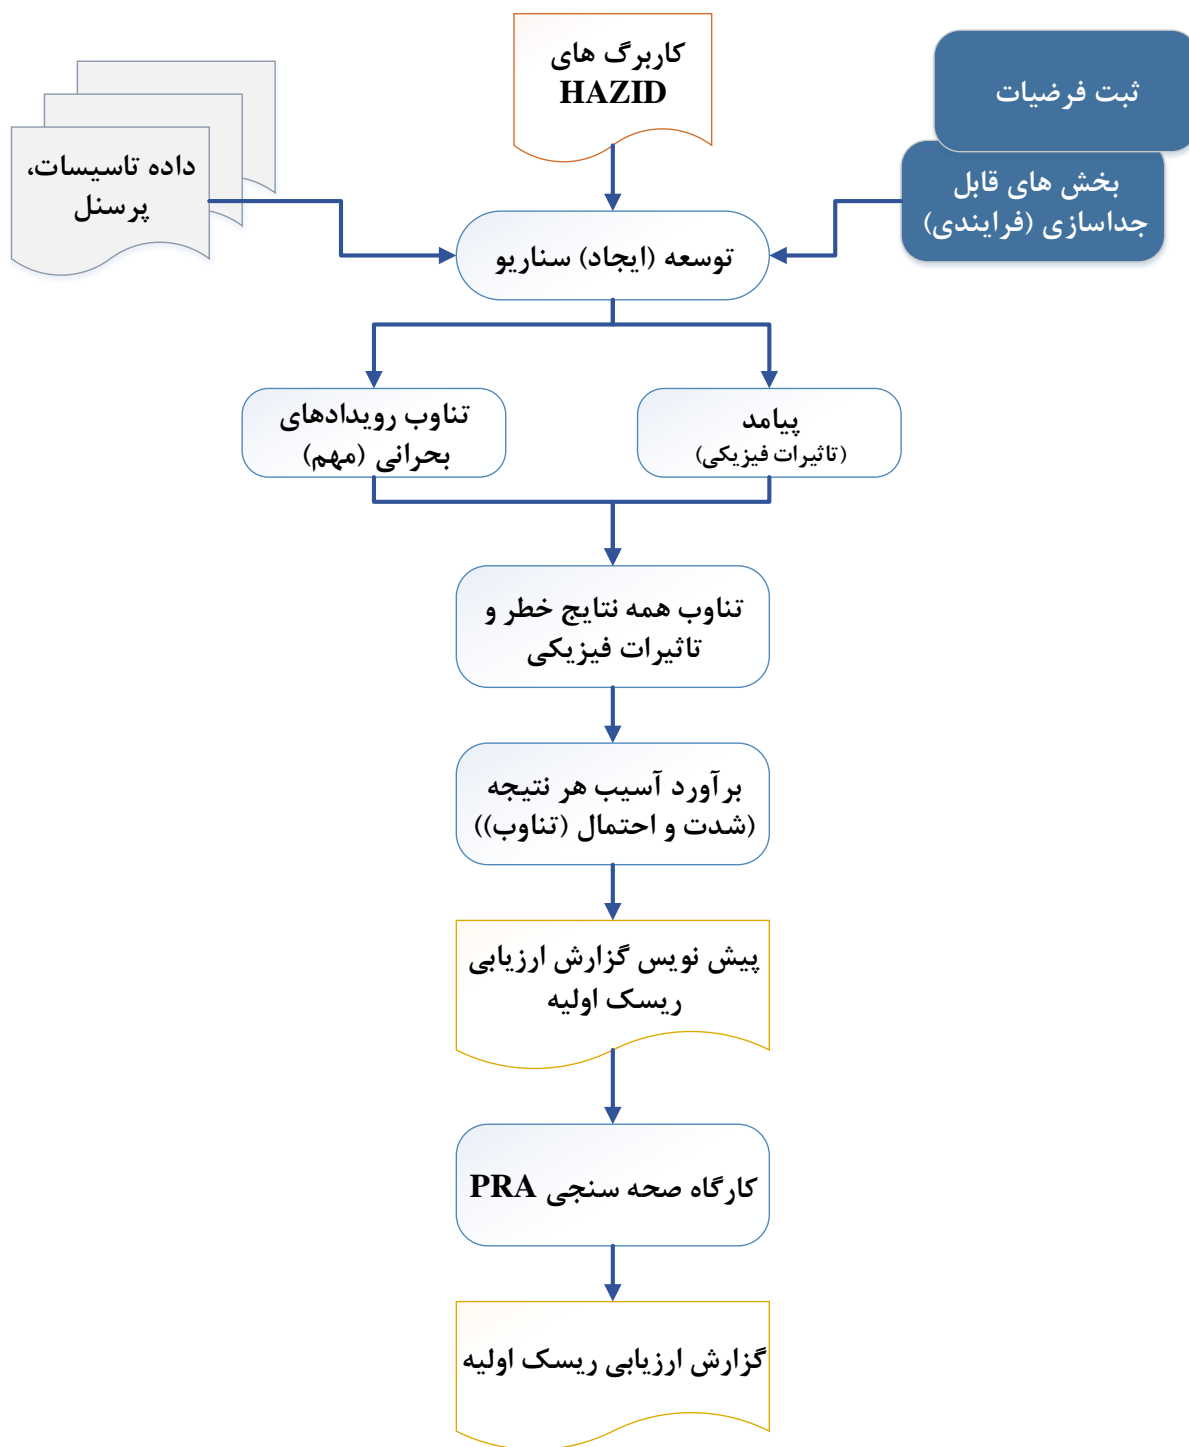 کاربرگ های
HAZID
ثبت فرضیات
بخش های قابل
جداسازی (فرایندی)
داده تاسیسات،
پرسنل
توسعه (ایجاد) سناریو
پیامد
(تاثیرات فیزیکی)
تناوب رویدادهای
بحرانی (مهم)
تناوب همه نتایج خطر و
تاثیرات فیزیکی
برآورد آسیب هر نتیجه
(شدت و احتمال (تناوب))
پیش نویس گزارش ارزیابی
ریسک اولیه
کارگاه صحه سنجی PRA
گزارش ارزیابی ریسک اولیه